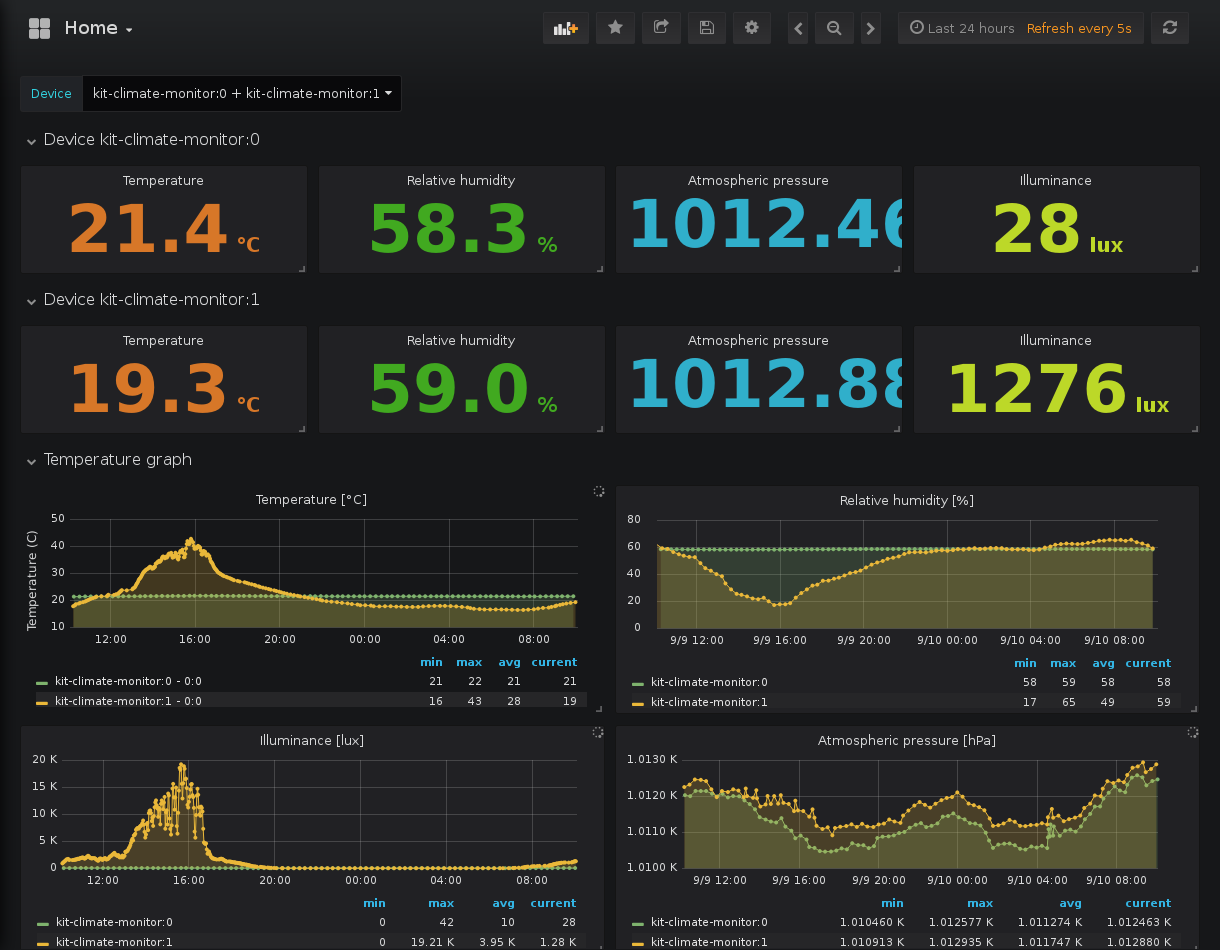 Home
Last 24 hours Refresh every 5s
Device kit-climate-monitor:0 + kit-climate-monitor:1
Device kit-climate-monitor:0
Temperature Relative humidity Atmospheric pressure Illuminance
21.4 °C 58.3 % 1012.46 28 lux
Device kit-climate-monitor:1
Temperature Relative humidity Atmospheric pressure Illuminance
19.3 °C 59.0 % 1012.88 1276 lux
Temperature graph
Temperature [°C]
Temperature (C)
50
40
30
20
10
12:00 16:00 20:00 00:00 04:00 08:00
min max avg current
kit-climate-monitor:0 - 0:0 21 22 21 21
kit-climate-monitor:1 - 0:0 16 43 28 19
Relative humidity [%]
80
60
40
20
0
9/9 12:00 9/9 16:00 9/9 20:00 9/10 00:00 9/10 04:00 9/10 08:00
min max avg current
kit-climate-monitor:0 58 59 58 58
kit-climate-monitor:1 17 65 49 59
Illuminance [lux]
20 K
15 K
10 K
5 K
0
12:00 16:00 20:00 00:00 04:00 08:00
min max avg current
kit-climate-monitor:0 0 42 10 28
kit-climate-monitor:1 0 19.21 K 3.95 K 1.28 K
Atmospheric pressure [hPa]
1.0130 K
1.0120 K
1.0110 K
1.0100 K
9/9 12:00 9/9 16:00 9/9 20:00 9/10 00:00 9/10 04:00 9/10 08:00
min max avg current
kit-climate-monitor:0 1.010460 K 1.012577 K 1.011274 K 1.012463 K
kit-climate-monitor:1 1.010913 K 1.012935 K 1.011747 K 1.012880 K